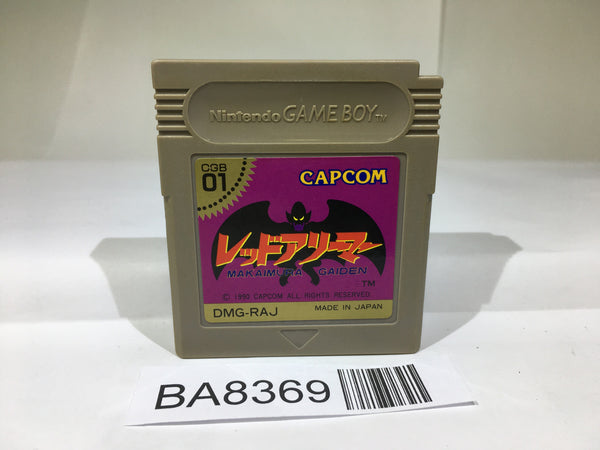 Nintendo GAME BOY TM
CGB
01
CAPCOM
レッドアリーマー
MAKAIMURA GAIDEN
TM
© 1990 CAPCOM ALL RIGHTS RESERVED.
DMG-RAJ
MADE IN JAPAN
BA8369